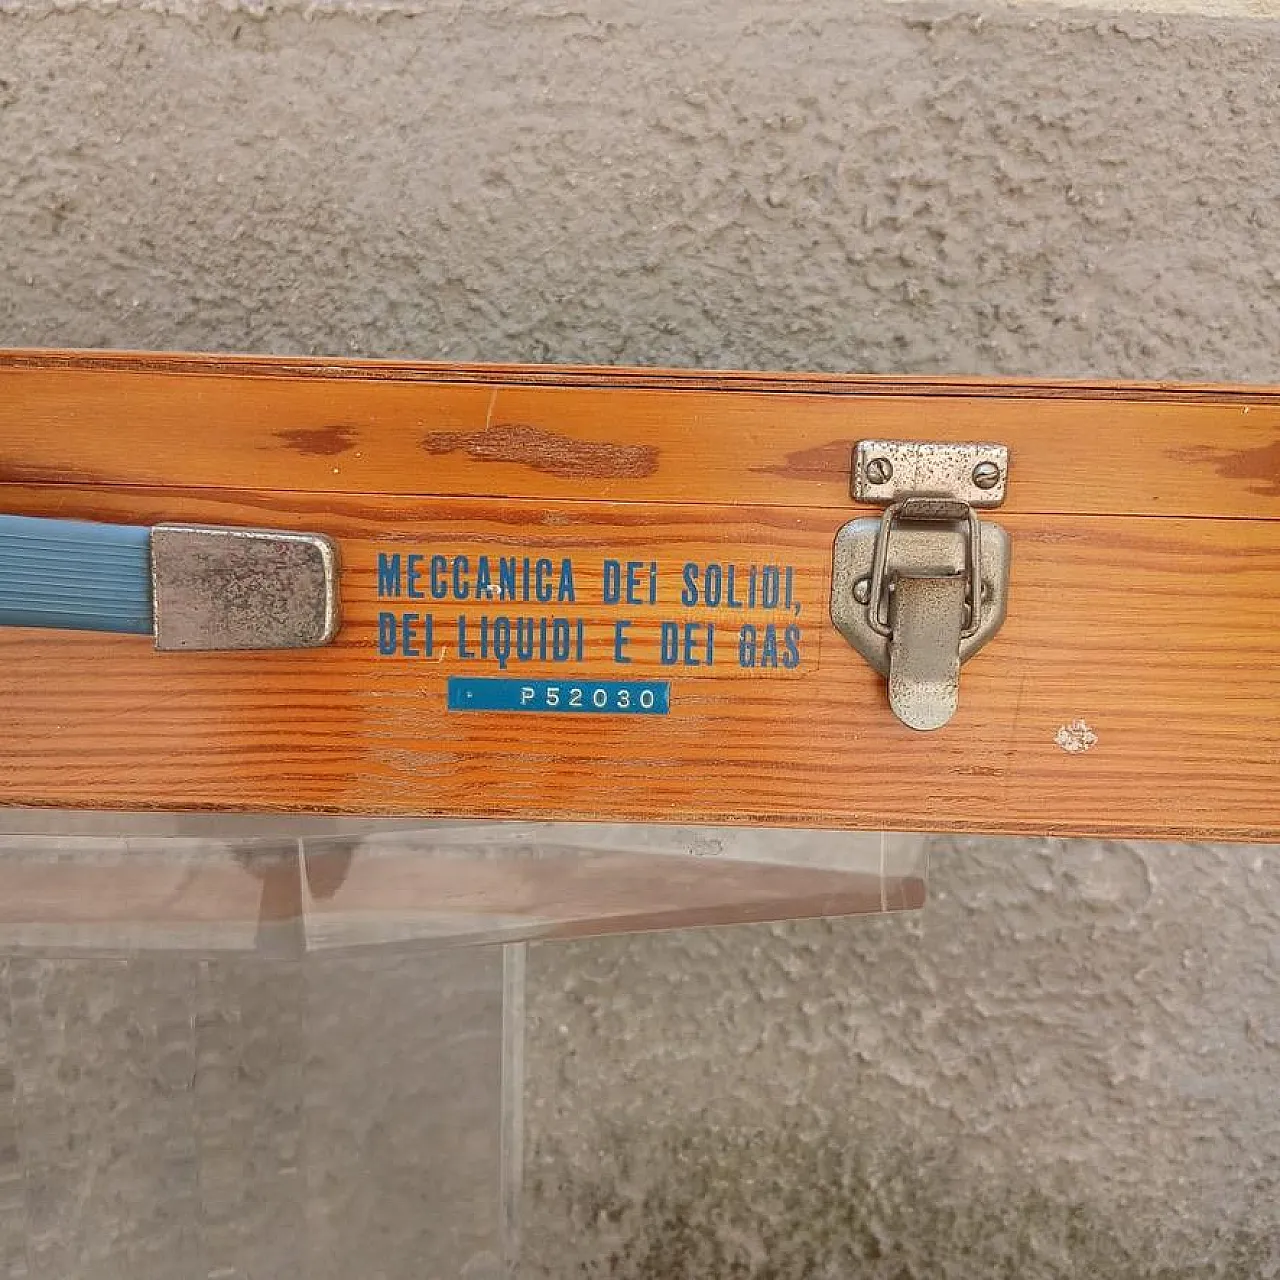 MECCANICA DEI SOLIDI,
DEI LIQUIDI E DEI GAS
P52030